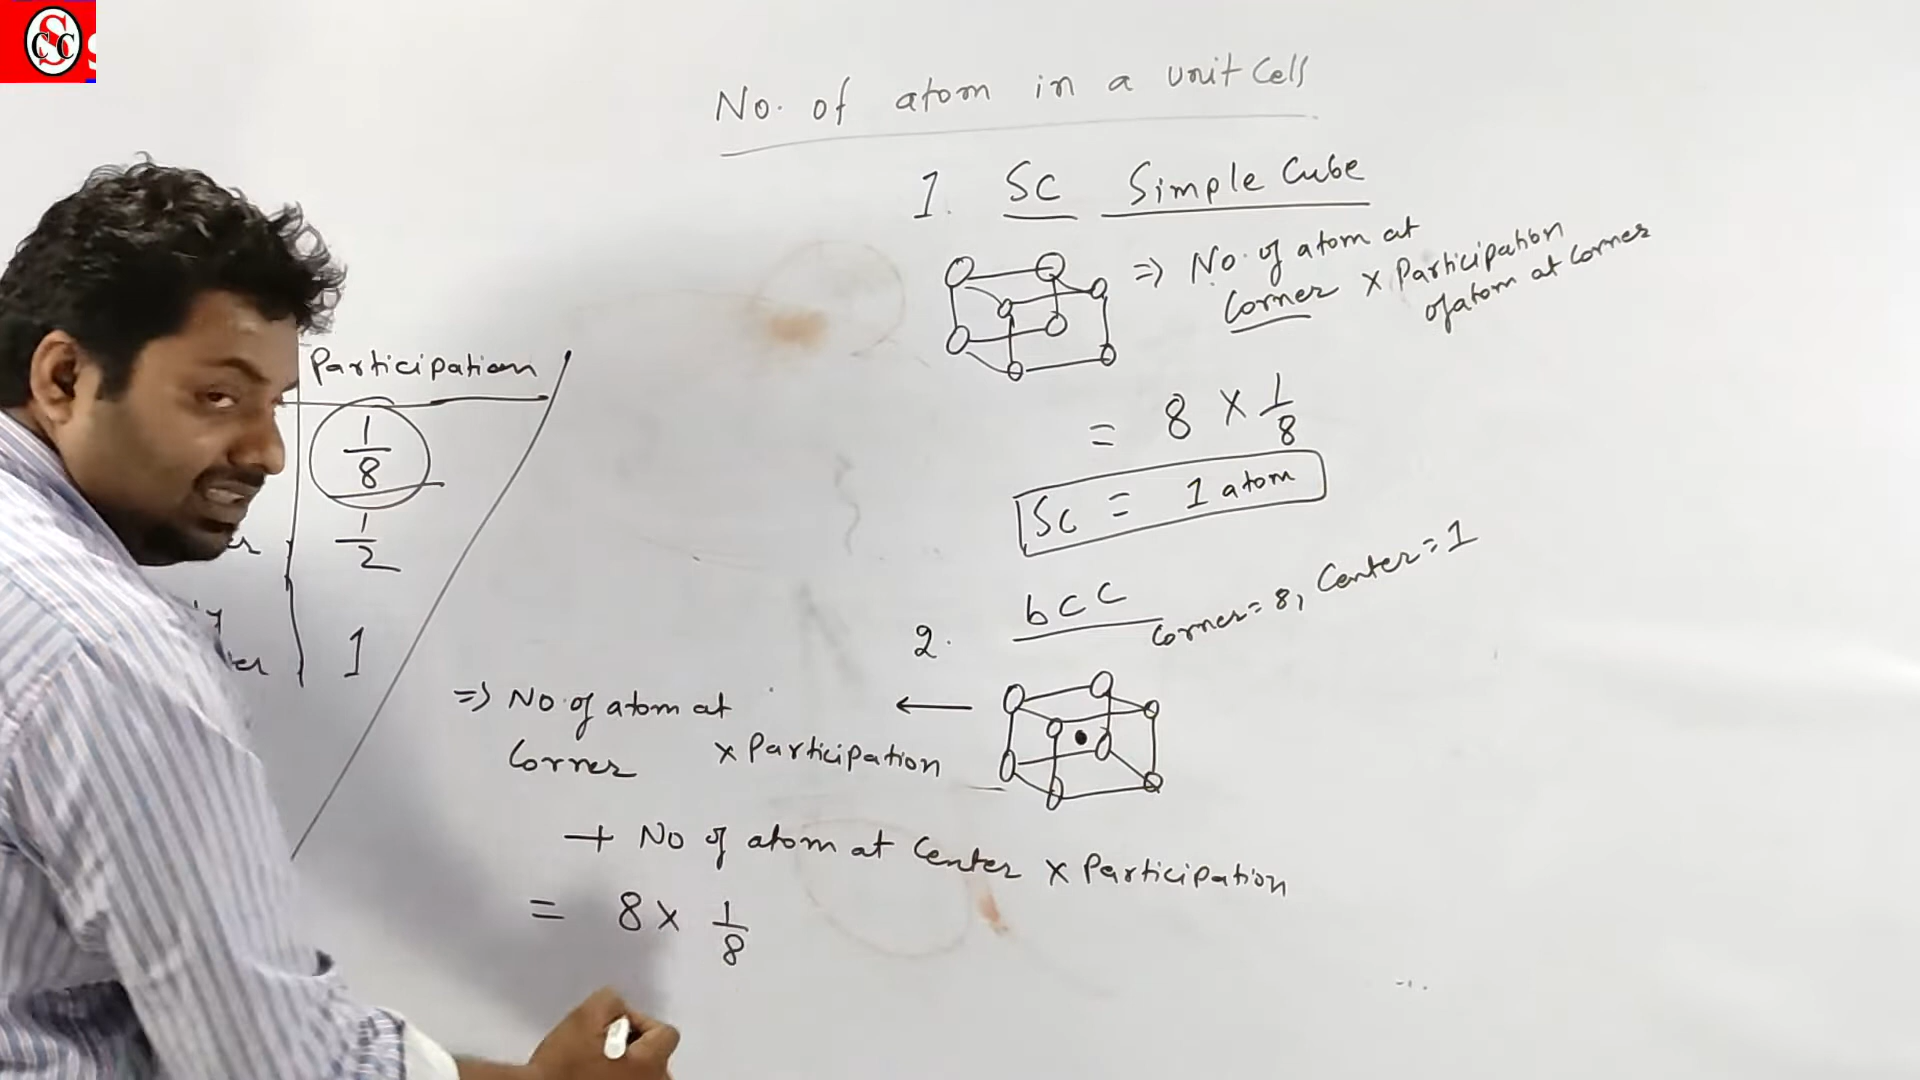 SCC
No. of atom in a unit Cell
1. SC Simple Cube
=> No. of atom at
Corner x Participation
of atom at Corner
= 8 x 1/8
SC = 1 atom
Participation
1/8
1/2
1
2. bCC Corner = 8, Center = 1
=> No. of atom at
Corner x Participation
+ No of atom at Center x Participation
= 8 x 1/8